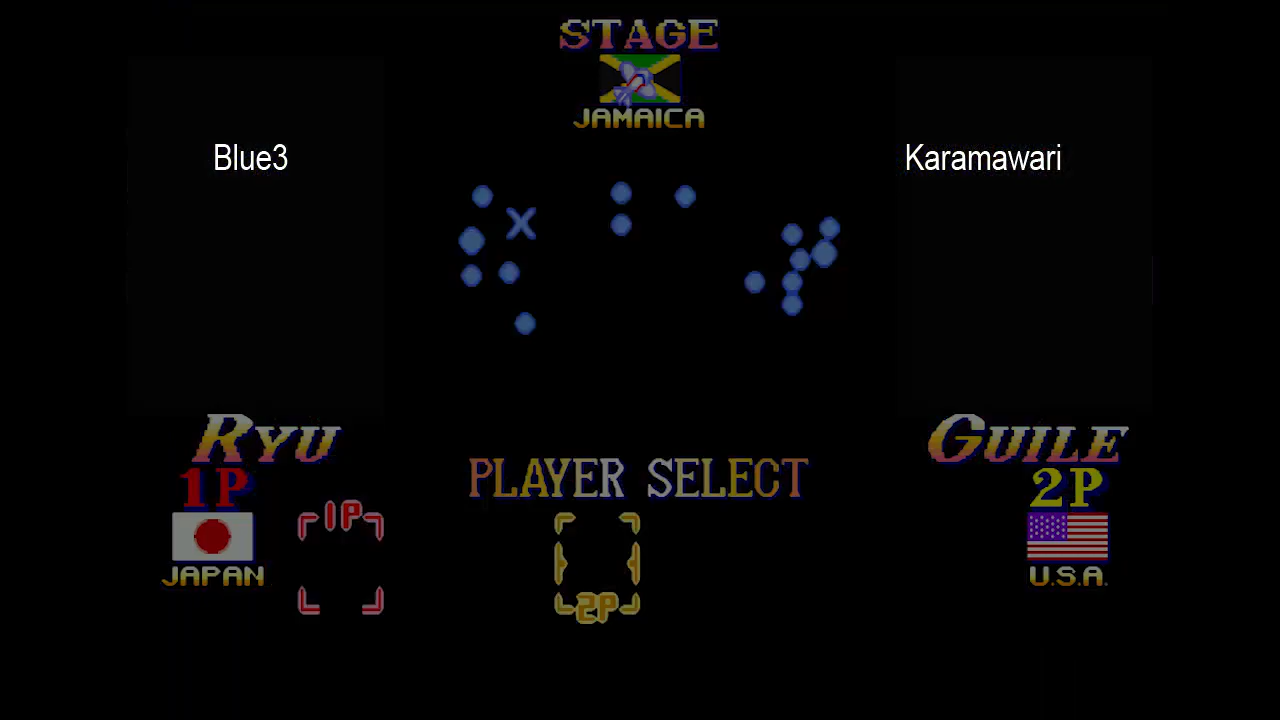 STAGE
JAMAICA
Blue3
Karamawari
X
RYU
GUILE
1P
PLAYER SELECT
2P
1P
JAPAN
U.S.A.
2P